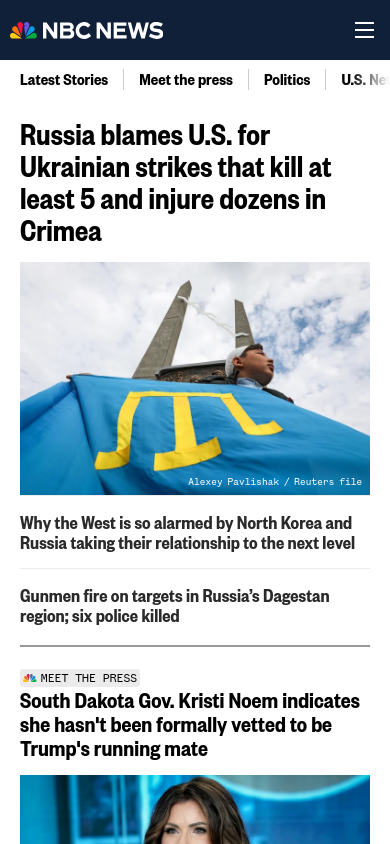 NBC NEWS
Latest Stories
Meet the press
Politics
U.S. Ne
Russia blames U.S. for
Ukrainian strikes that kill at
least 5 and injure dozens in
Crimea
Alexey Pavlishak / Reuters file
Why the West is so alarmed by North Korea and
Russia taking their relationship to the next level
Gunmen fire on targets in Russia’s Dagestan
region; six police killed
MEET THE PRESS
South Dakota Gov. Kristi Noem indicates
she hasn't been formally vetted to be
Trump's running mate